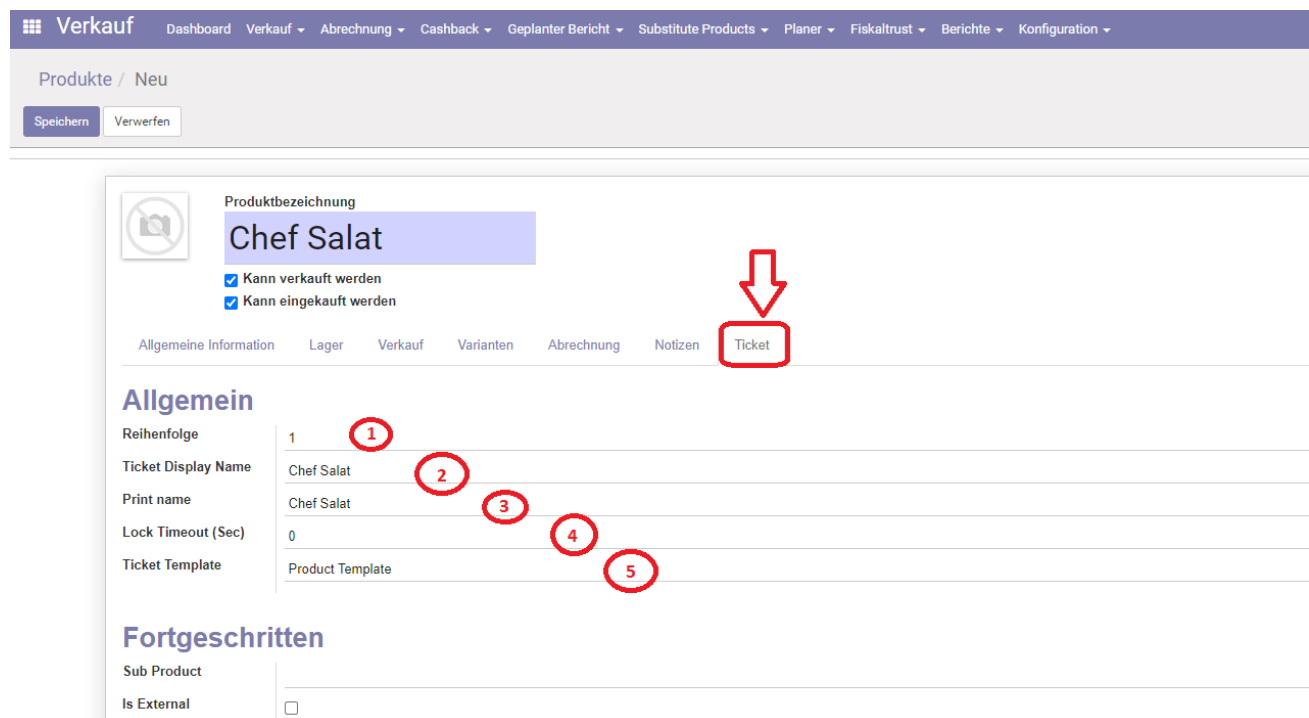 Verkauf Dashboard Verkauf Abrechnung Cashback Geplanter Bericht Substitute Products Planer Fiskaltrust Berichte Konfiguration
Produkte / Neu
Speichern Verwerfen
Produktbezeichnung
Chef Salat
Kann verkauft werden
Kann eingekauft werden
Allgemeine Information Lager Verkauf Varianten Abrechnung Notizen Ticket
Allgemein
Reihenfolge 1 1
Ticket Display Name Chef Salat 2
Print name Chef Salat 3
Lock Timeout (Sec) 0 4
Ticket Template Product Template 5
Fortgeschritten
Sub Product
Is External